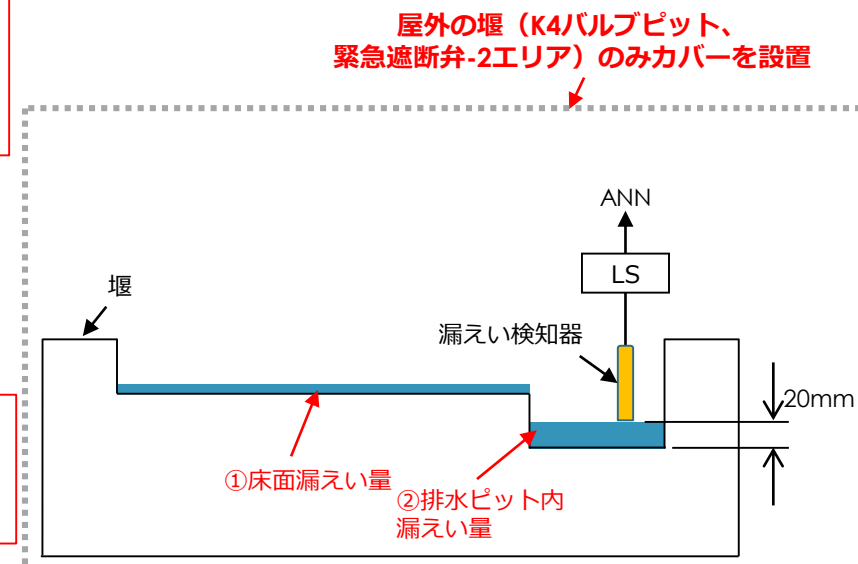 屋外の堰（K4バルブピット、
緊急遮断弁-2エリア）のみカバーを設置
ANN
LS
堰
漏えい検知器
20mm
①床面漏えい量
②排水ピット内
漏えい量